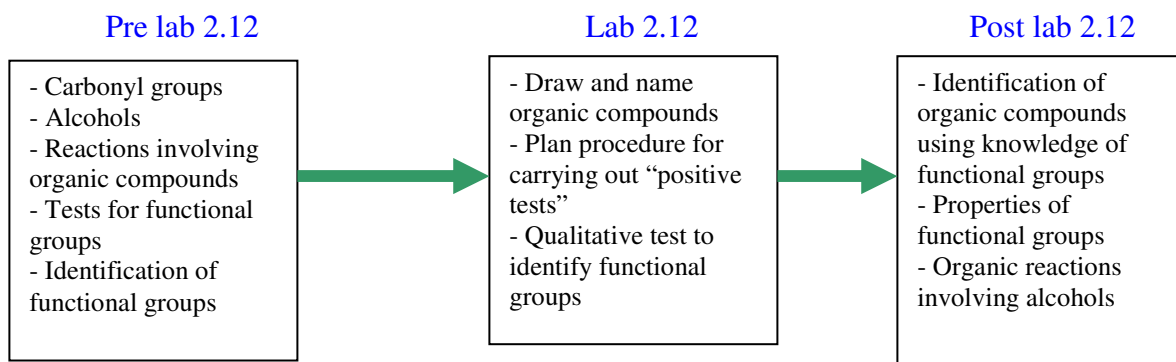 Pre lab 2.12
- Carbonyl groups
- Alcohols
- Reactions involving
organic compounds
- Tests for functional
groups
- Identification of
functional groups
Lab 2.12
- Draw and name
organic compounds
- Plan procedure for
carrying out “positive
tests”
- Qualitative test to
identify functional
groups
Post lab 2.12
- Identification of
organic compounds
using knowledge of
functional groups
- Properties of
functional groups
- Organic reactions
involving alcohols